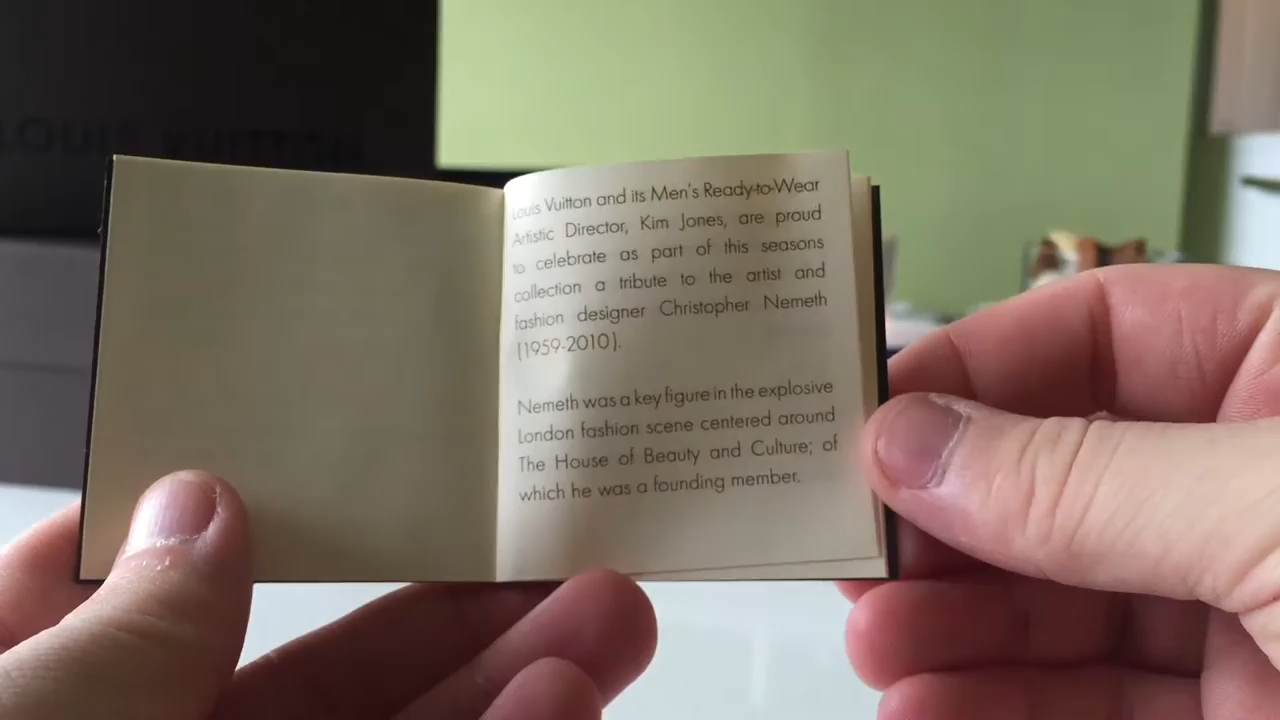 LOUIS VUITTON
Louis Vuitton and its Men's Ready-to-Wear
Artistic Director, Kim Jones, are proud
to celebrate as part of this seasons
collection a tribute to the artist and
fashion designer Christopher Nemeth
(1959-2010).
Nemeth was a key figure in the explosive
London fashion scene centered around
The House of Beauty and Culture; of
which he was a founding member.